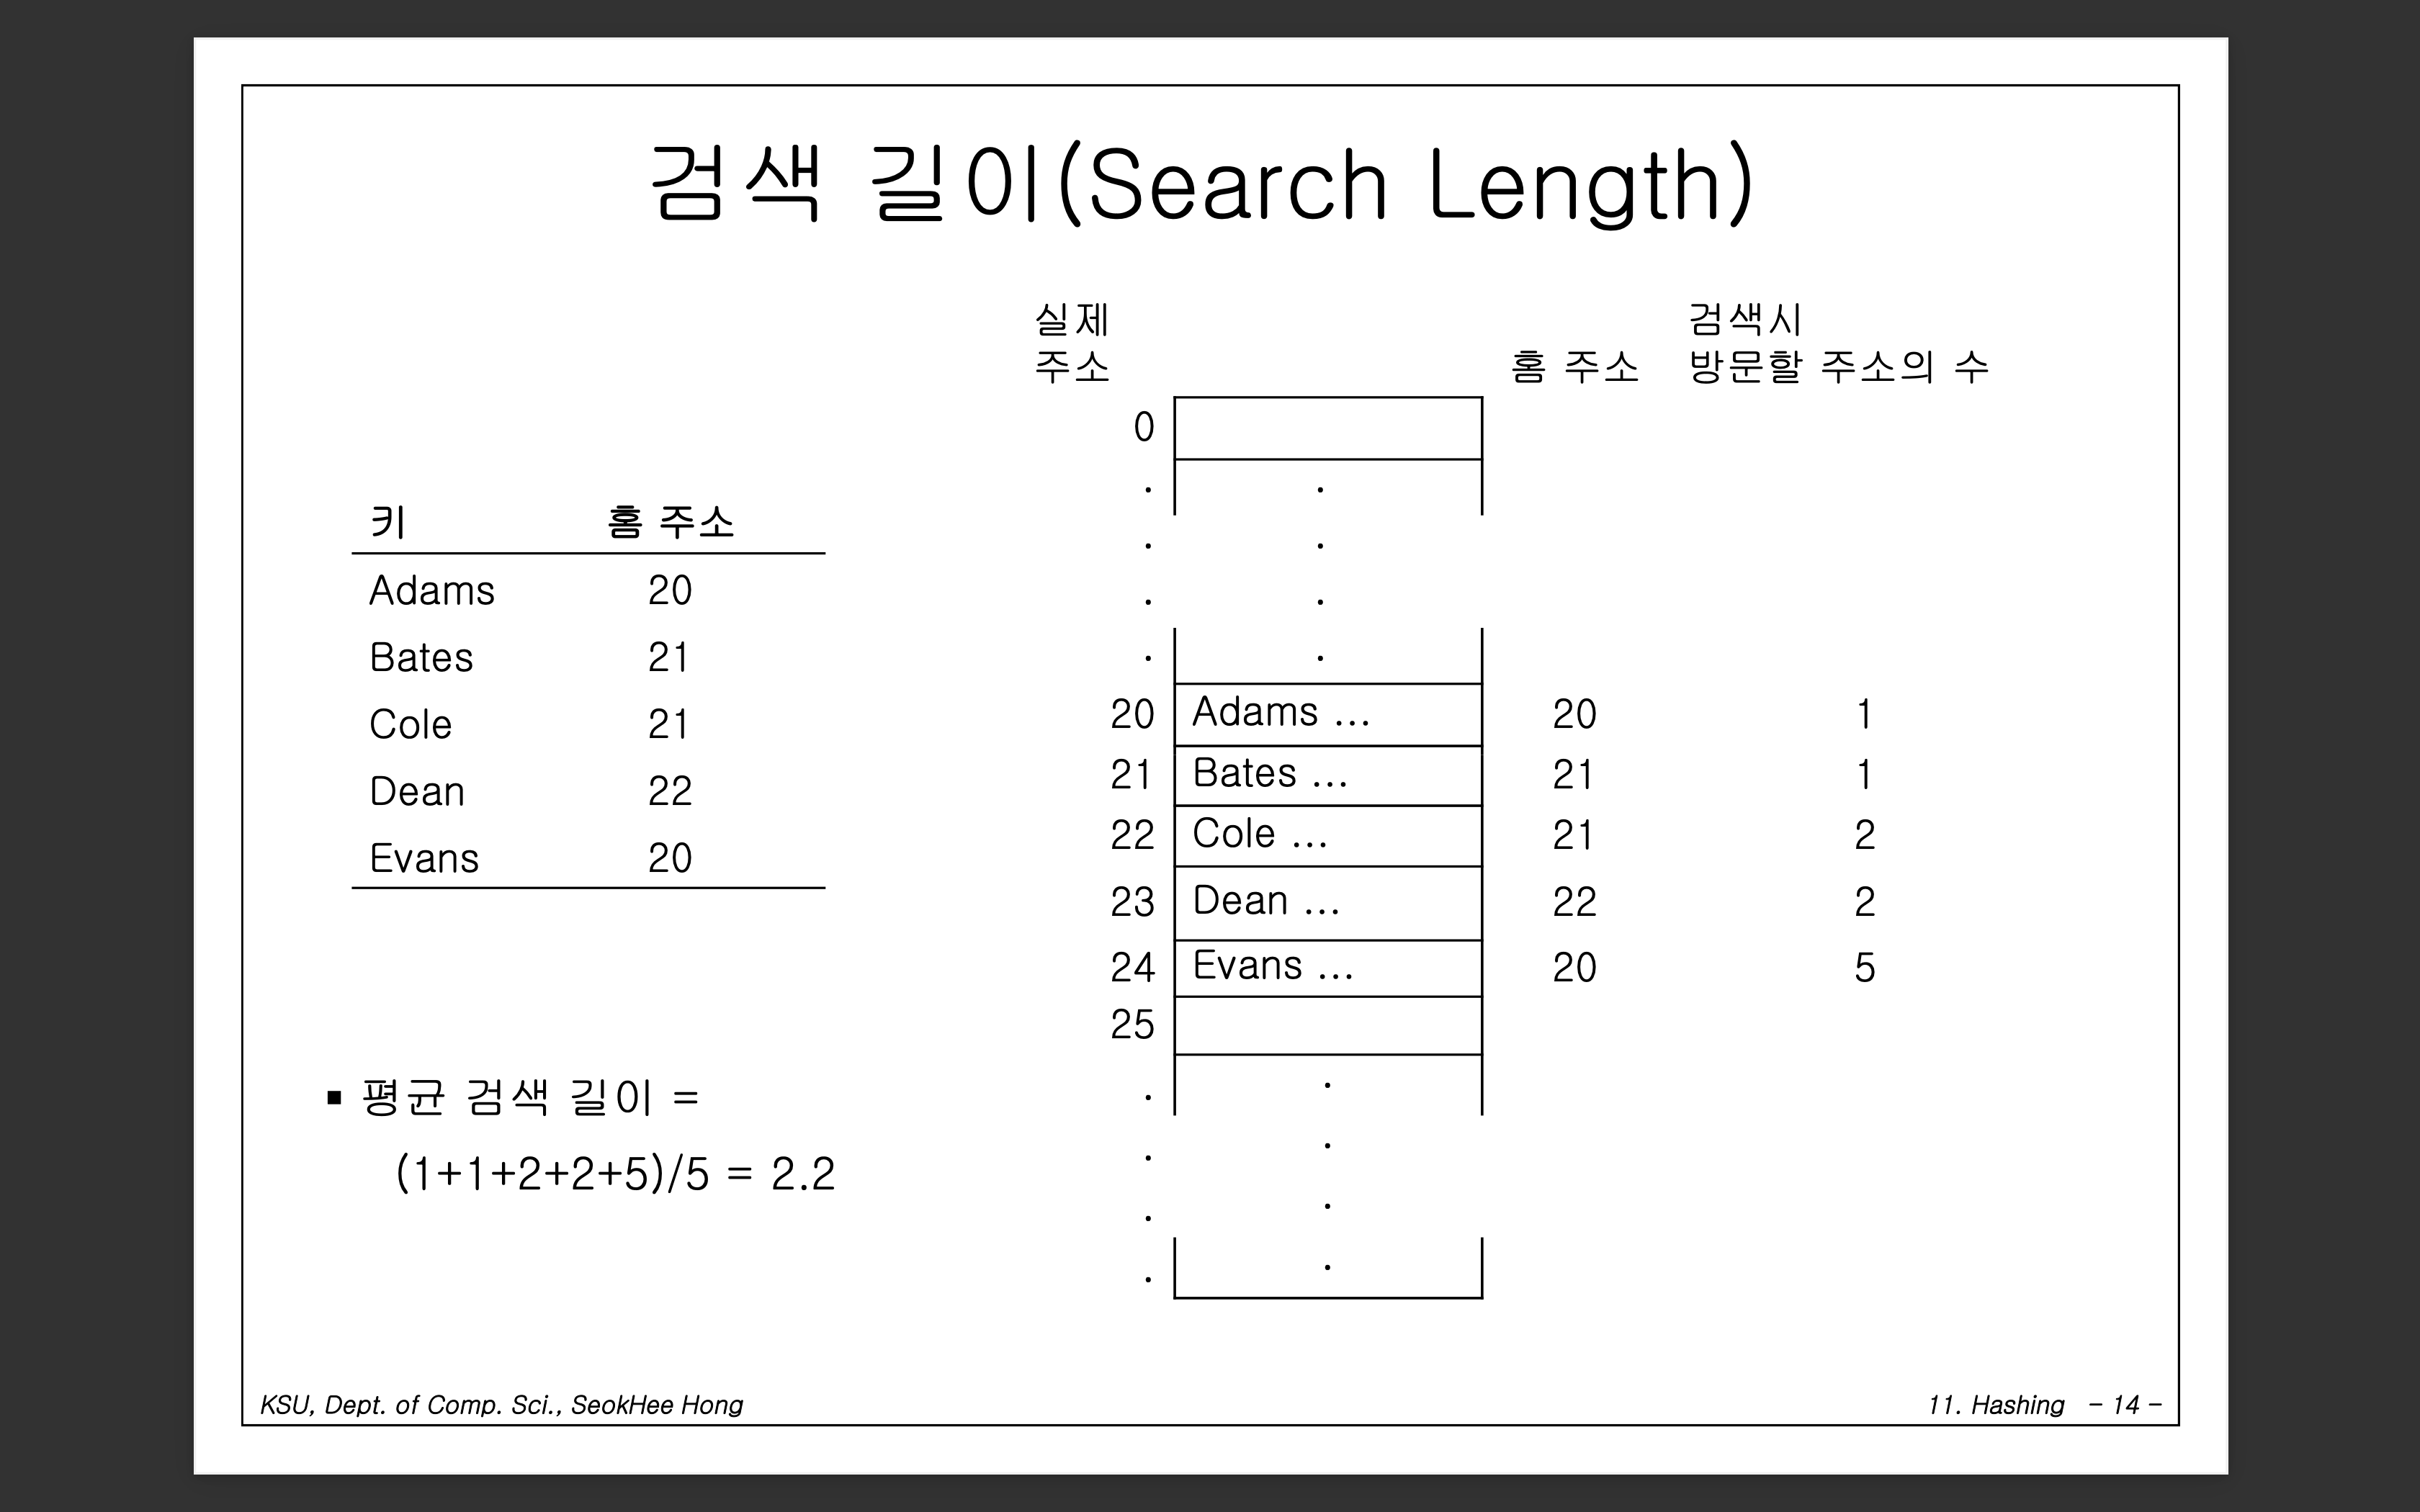 검색 길이(Search Length)
키 홈 주소
Adams 20
Bates 21
Cole 21
Dean 22
Evans 20
▪ 평균 검색 길이 =
(1+1+2+2+5)/5 = 2.2
실제
주소
홈 주소
검색시
방문할 주소의 수
0
20 Adams ... 20 1
21 Bates ... 21 1
22 Cole ... 21 2
23 Dean ... 22 2
24 Evans ... 20 5
25
KSU, Dept. of Comp. Sci., SeokHee Hong
11. Hashing - 14 -